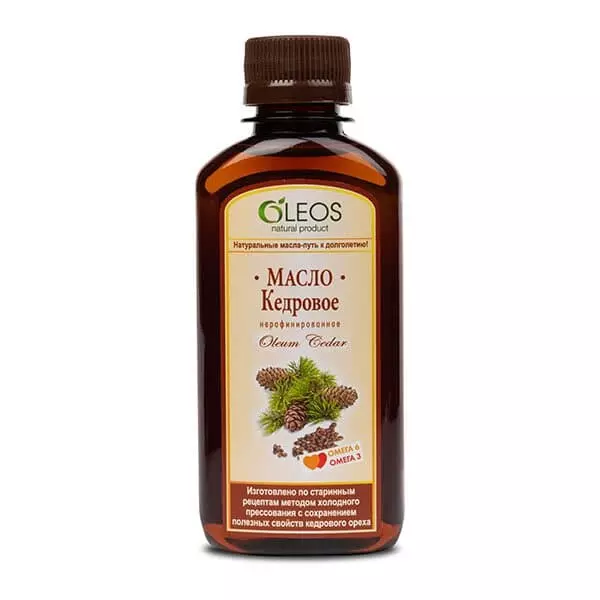 OLEOS
natural product
Натуральные масла-путь к долголетию!
• МАСЛО •
Кедровое
нерафинированное
Oleum Cedar
ОМЕГА 6
ОМЕГА 3
Изготовлено по старинным
рецептам методом холодного
прессования с сохранением
полезных свойств кедрового ореха